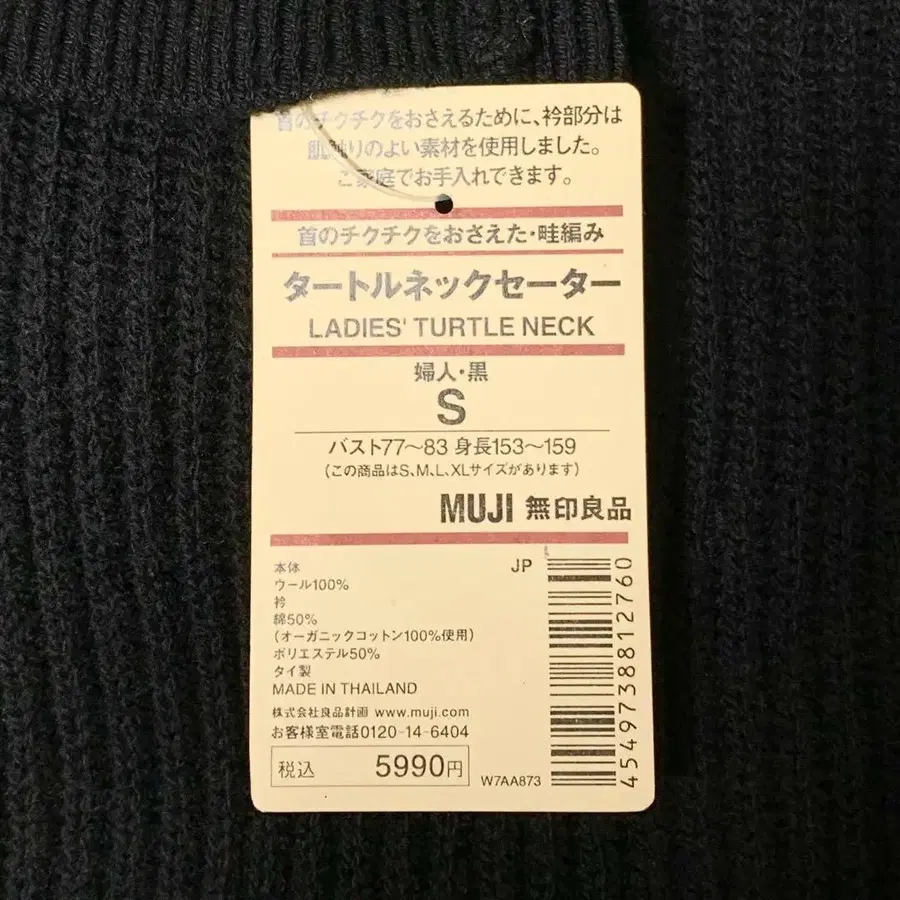 首のチクチクをおさえるために、衿部分は
肌触りのよい素材を使用しました。
ご家庭でお手入れできます。
首のチクチクをおさえた・畦編み
タートルネックセーター
LADIES' TURTLE NECK
婦人・黒
S
バスト77〜83 身長153〜159
(この商品はS、M、L、XLサイズがあります)
MUJI 無印良品
本体
ウール100%
衿
綿50%
(オーガニックコットン100%使用)
ポリエステル50%
タイ製
MADE IN THAILAND
株式会社良品計画 www.muji.com
お客様室電話0120-14-6404
税込 5990円
JP
4549738812760
W7AA873